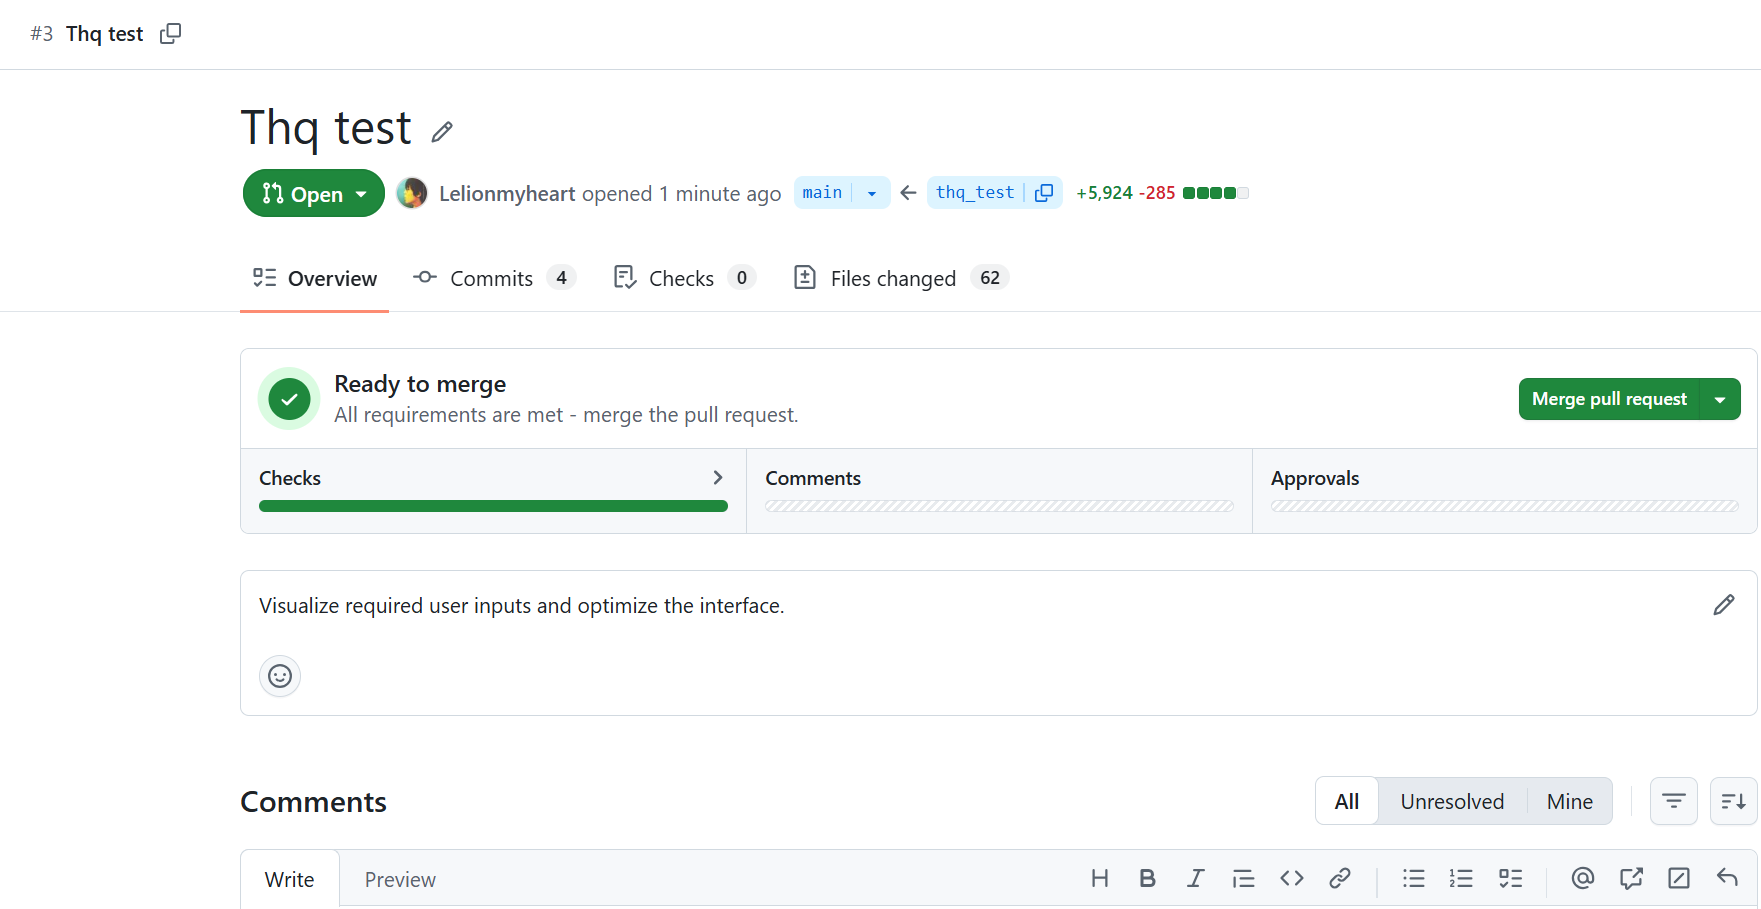 #3 Thq test
Thq test
Open Lelionmyheart opened 1 minute ago main thq_test +5,924 -285
Overview Commits 4 Checks 0 Files changed 62
Ready to merge
All requirements are met - merge the pull request.
Merge pull request
Checks Comments Approvals
Visualize required user inputs and optimize the interface.
Comments All Unresolved Mine
Write Preview